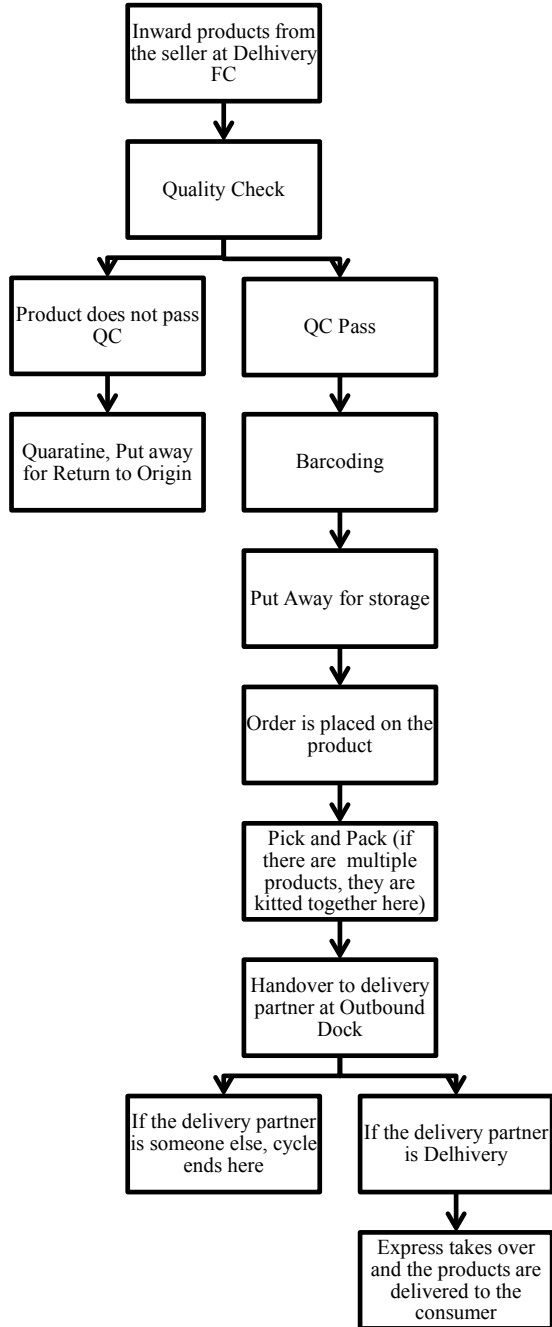 Inward products from
the seller at Delhivery
FC
Quality Check
Product does not pass
QC
QC Pass
Quaratine, Put away
for Return to Origin
Barcoding
Put Away for storage
Order is placed on the
product
Pick and Pack (if
there are  multiple
products, they are
kitted together here)
Handover to delivery
partner at Outbound
Dock
If the delivery partner
is someone else, cycle
ends here
If the delivery partner
is Delhivery
Express takes over
and the products are
delivered to the
consumer